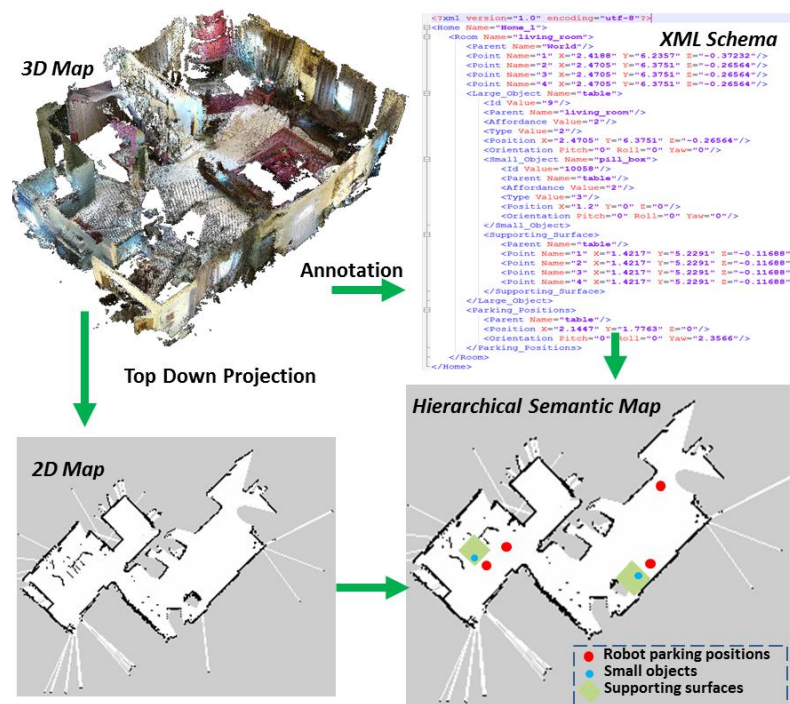 3D Map
<?xml version="1.0" encoding="utf-8"?>
XML Schema
<Home Name="Home_1">
<Room Name="living_room">
<Parent Name="World"/>
<Point Name="1" X="2.4188" Y="6.2357" Z="-0.37232"/>
<Point Name="2" X="2.4705" Y="6.3751" Z="-0.26564"/>
<Point Name="3" X="2.4705" Y="6.3751" Z="-0.26564"/>
<Point Name="4" X="2.4705" Y="6.3751" Z="-0.26564"/>
<Large_Object Name="table">
<Id Value="9"/>
<Parent Name="living_room"/>
<Affordance Value="2"/>
<Type Value="2"/>
<Position X="2.4705" Y="6.3751" Z="-0.26564"/>
<Orientation Pitch="0" Roll="0" Yaw="0"/>
<Small_Object Name="pill_box">
<Id Value="10058"/>
<Parent Name="table"/>
<Affordance Value="2"/>
<Type Value="3"/>
<Position X="1.2" Y="0" Z="0"/>
<Orientation Pitch="0" Roll="0" Yaw="0"/>
</Small_Object>
<Supporting_Surface>
<Parent Name="table"/>
<Point Name="1" X="1.4217" Y="5.2291" Z="-0.11688"/>
<Point Name="2" X="1.4217" Y="5.2291" Z="-0.11688"/>
<Point Name="3" X="1.4217" Y="5.2291" Z="-0.11688"/>
<Point Name="4" X="1.4217" Y="5.2291" Z="-0.11688"/>
</Supporting_Surface>
</Large_Object>
<Parking_Positions>
<Parent Name="table"/>
<Position X="2.1447" Y="1.7763" Z="0"/>
<Orientation Pitch="0" Roll="0" Yaw="2.3566"/>
</Parking_Positions>
</Room>
</Home>
Annotation
Top Down Projection
2D Map
Hierarchical Semantic Map
Robot parking positions
Small objects
Supporting surfaces